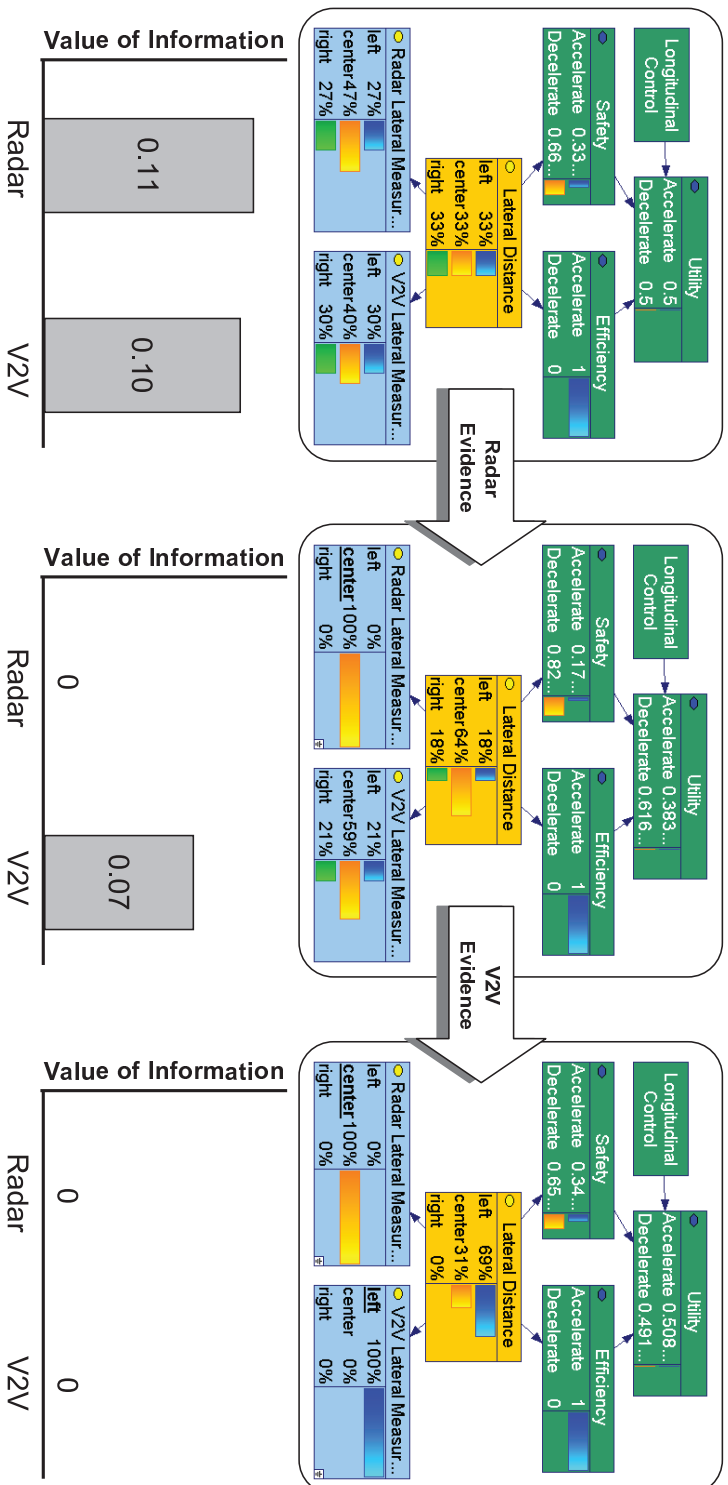 Longitudinal
Control
Utility
Accelerate 0.5
Decelerate 0.5
Safety
Accelerate 0.33...
Decelerate 0.66...
Efficiency
Accelerate 1
Decelerate 0
Lateral Distance
left 33%
center 33%
right 33%
Radar Lateral Measur...
left 27%
center 47%
right 27%
V2V Lateral Measur...
left 30%
center 40%
right 30%
Radar
Evidence
Longitudinal
Control
Utility
Accelerate 0.383...
Decelerate 0.616...
Safety
Accelerate 0.17...
Decelerate 0.82...
Efficiency
Accelerate 1
Decelerate 0
Lateral Distance
left 18%
center 64%
right 18%
Radar Lateral Measur...
left 0%
center 100%
right 0%
V2V Lateral Measur...
left 21%
center 59%
right 21%
V2V
Evidence
Longitudinal
Control
Utility
Accelerate 0.508...
Decelerate 0.491...
Safety
Accelerate 0.34...
Decelerate 0.65...
Efficiency
Accelerate 1
Decelerate 0
Lateral Distance
left 69%
center 31%
right 0%
Radar Lateral Measur...
left 0%
center 100%
right 0%
V2V Lateral Measur...
left 100%
center 0%
right 0%
Value of Information
0.11
0.10
Radar
V2V
Value of Information
0
0.07
Radar
V2V
Value of Information
0
0
Radar
V2V